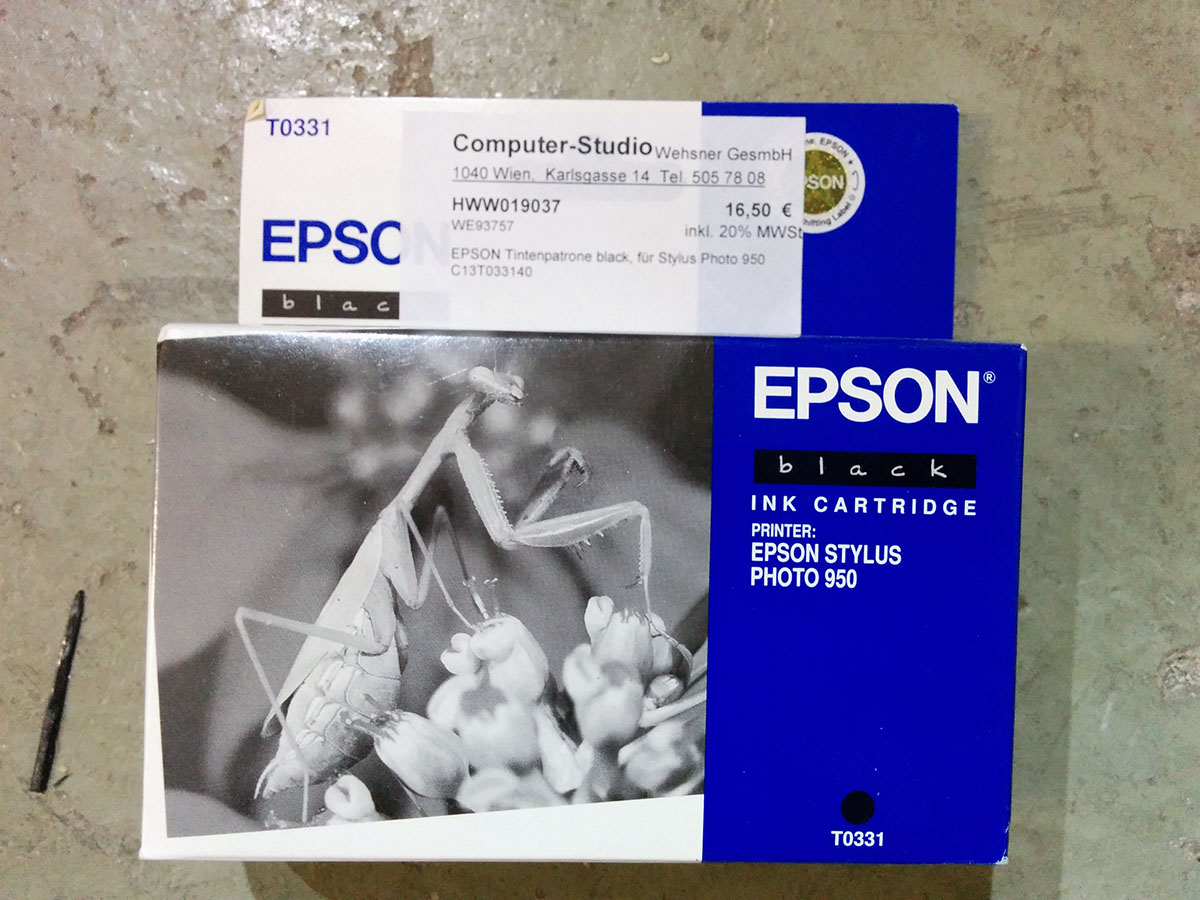 T0331
Computer-Studio Wehsner GesmbH
1040 Wien, Karlsgasse 14 Tel. 505 78 08
HWW019037 16,50 €
WE93757 inkl. 20% MWSt
EPSON Tintenpatrone black, für Stylus Photo 950
C13T033140
EPSON
EPSON
blac
EPSON®
black
INK CARTRIDGE
PRINTER:
EPSON STYLUS
PHOTO 950
T0331